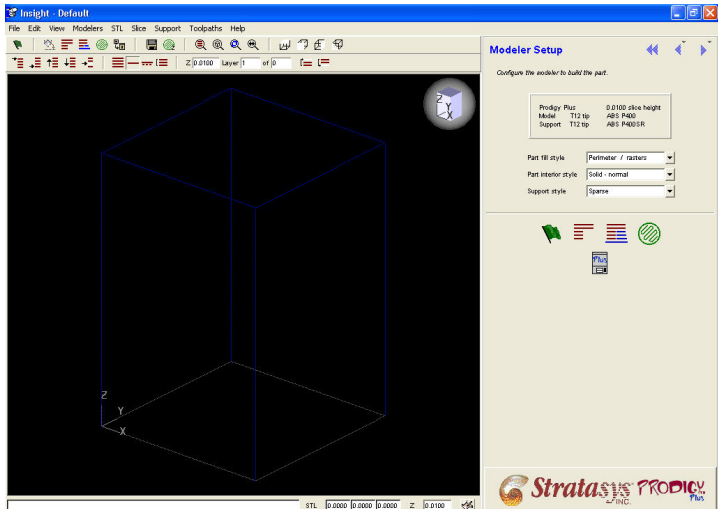 Insight - Default
File Edit View Modelers STL Slice Support Toolpaths Help
Z 0.0100 Layer 1 of 0
Modeler Setup
Configure the modeler to build the part.
Prodigy Plus 0.0100 slice height
Model T12 tip ABS P400
Support T12 tip ABS P400SR
Part fill style Perimeter / rasters
Part interior style Solid - normal
Support style Sparse
Plus
Z
Y
X
Z
Y
X
Stratasys INC.
PRODIGY Plus
STL 0.0000 0.0000 0.0000 Z 0.0100